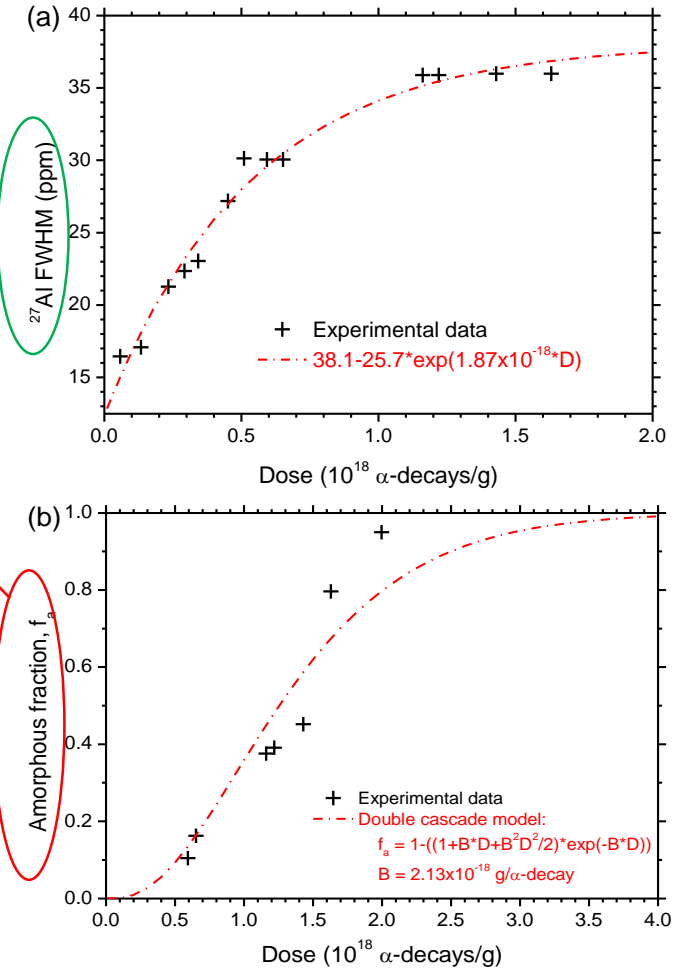 (a)
40
35
30
25
20
15
²⁷Al FWHM (ppm)
Experimental data
38.1-25.7*exp(1.87x10⁻¹⁸*D)
0.0 0.5 1.0 1.5 2.0
Dose (10¹⁸ α-decays/g)
(b)
1.0
0.8
0.6
0.4
0.2
0.0
Amorphous fraction, fₐ
Experimental data
Double cascade model:
fₐ = 1-((1+B*D+B²D²/2)*exp(-B*D))
B = 2.13x10⁻¹⁸ g/α-decay
0.0 0.5 1.0 1.5 2.0 2.5 3.0 3.5 4.0
Dose (10¹⁸ α-decays/g)